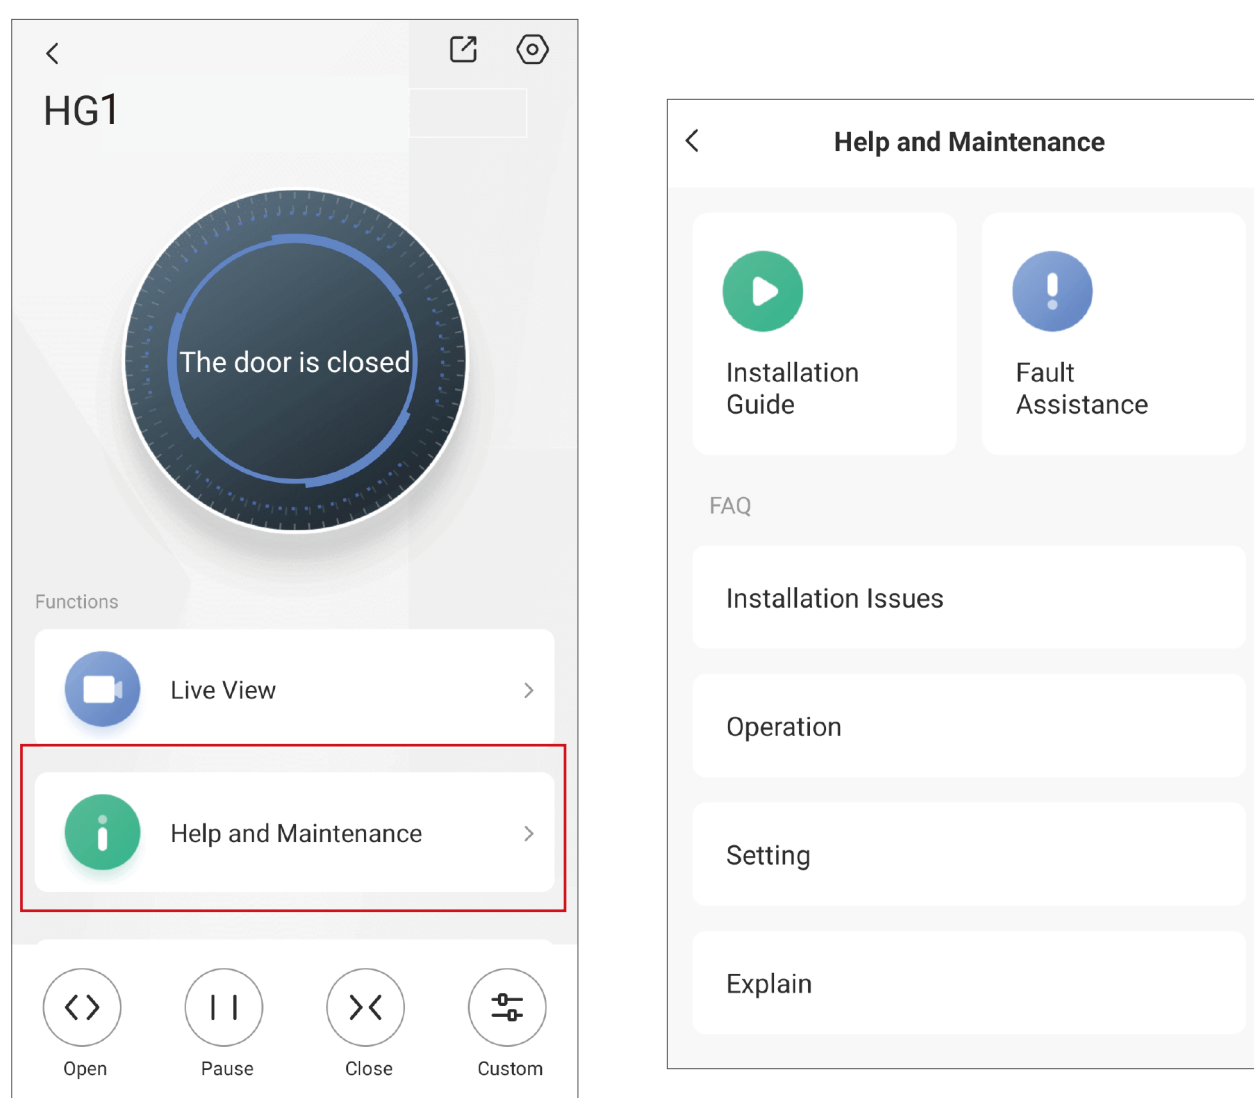 HG1
The door is closed
Functions
Live View
Help and Maintenance
Open
Pause
Close
Custom
Help and Maintenance
Installation
Guide
Fault
Assistance
FAQ
Installation Issues
Operation
Setting
Explain